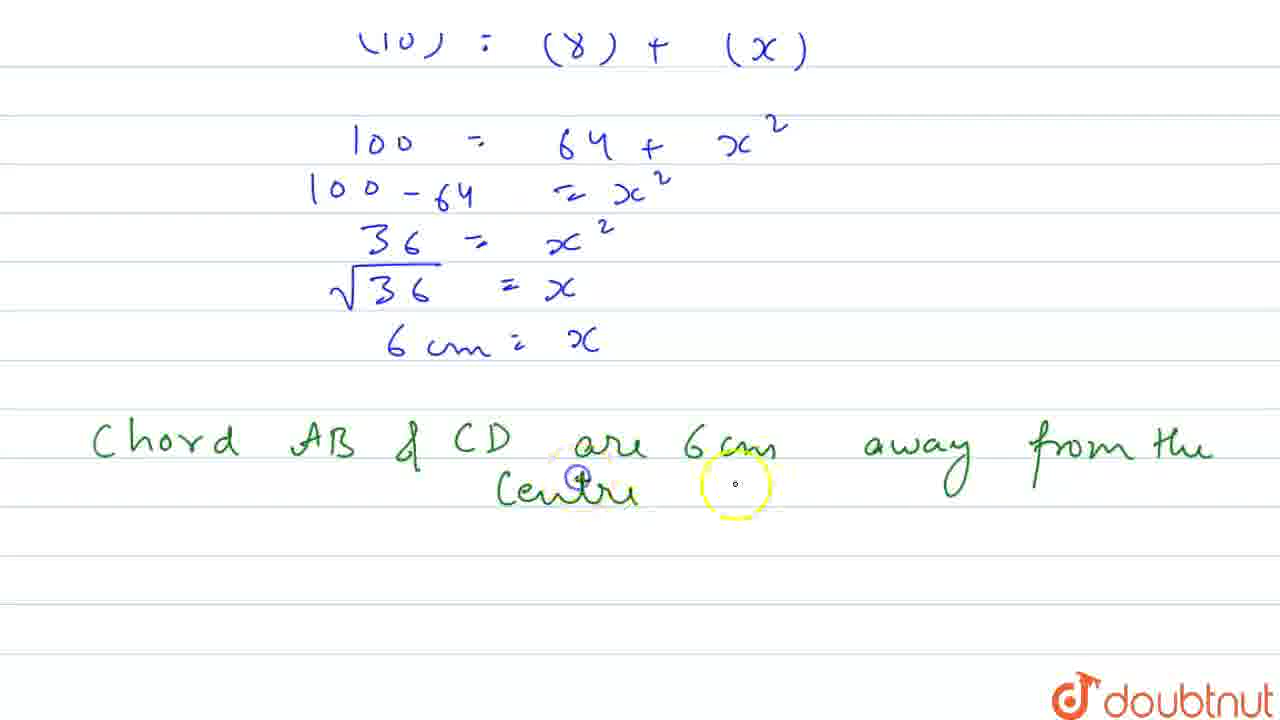 (10) = (8) + (x)
100 = 64 + x²
100 - 64 = x²
36 = x²
√36 = x
6 cm = x
Chord AB & CD are 6 cm away from the
Centre
doubtnut